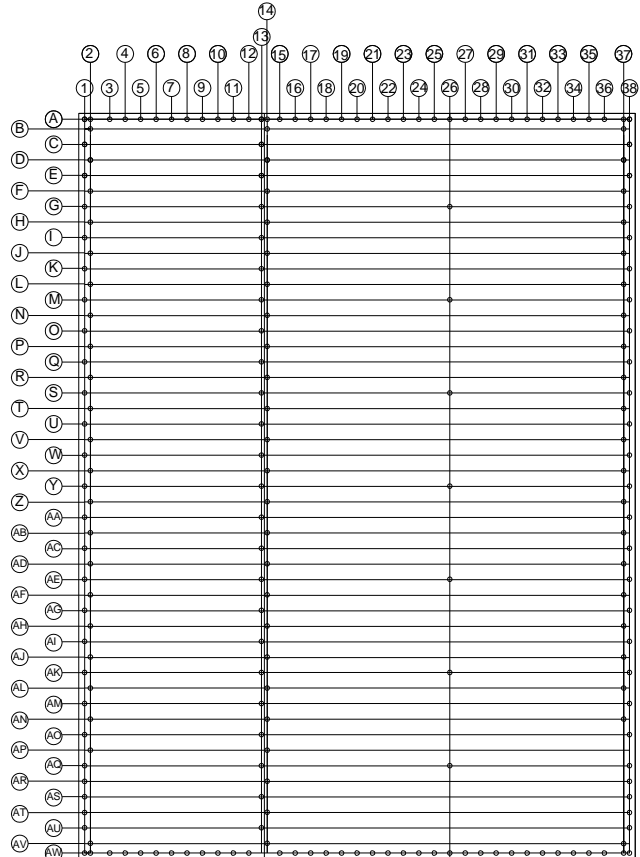 14
13
2 4 6 8 10 12 15 17 19 21 23 25 27 29 31 33 35 37
1 3 5 7 9 11 16 18 20 22 24 26 28 30 32 34 36 38
A
B
C
D
E
F
G
H
I
J
K
L
M
N
O
P
Q
R
S
T
U
V
W
X
Y
Z
AA
AB
AC
AD
AE
AF
AG
AH
AI
AJ
AK
AL
AM
AN
AO
AP
AQ
AR
AS
AT
AU
AV
AW